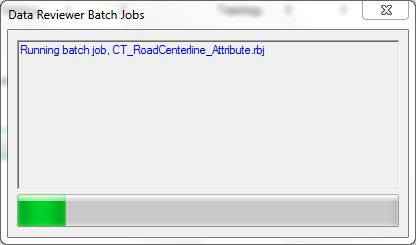 Data Reviewer Batch Jobs
Running batch job, CT_RoadCenterline_Attribute.rbj